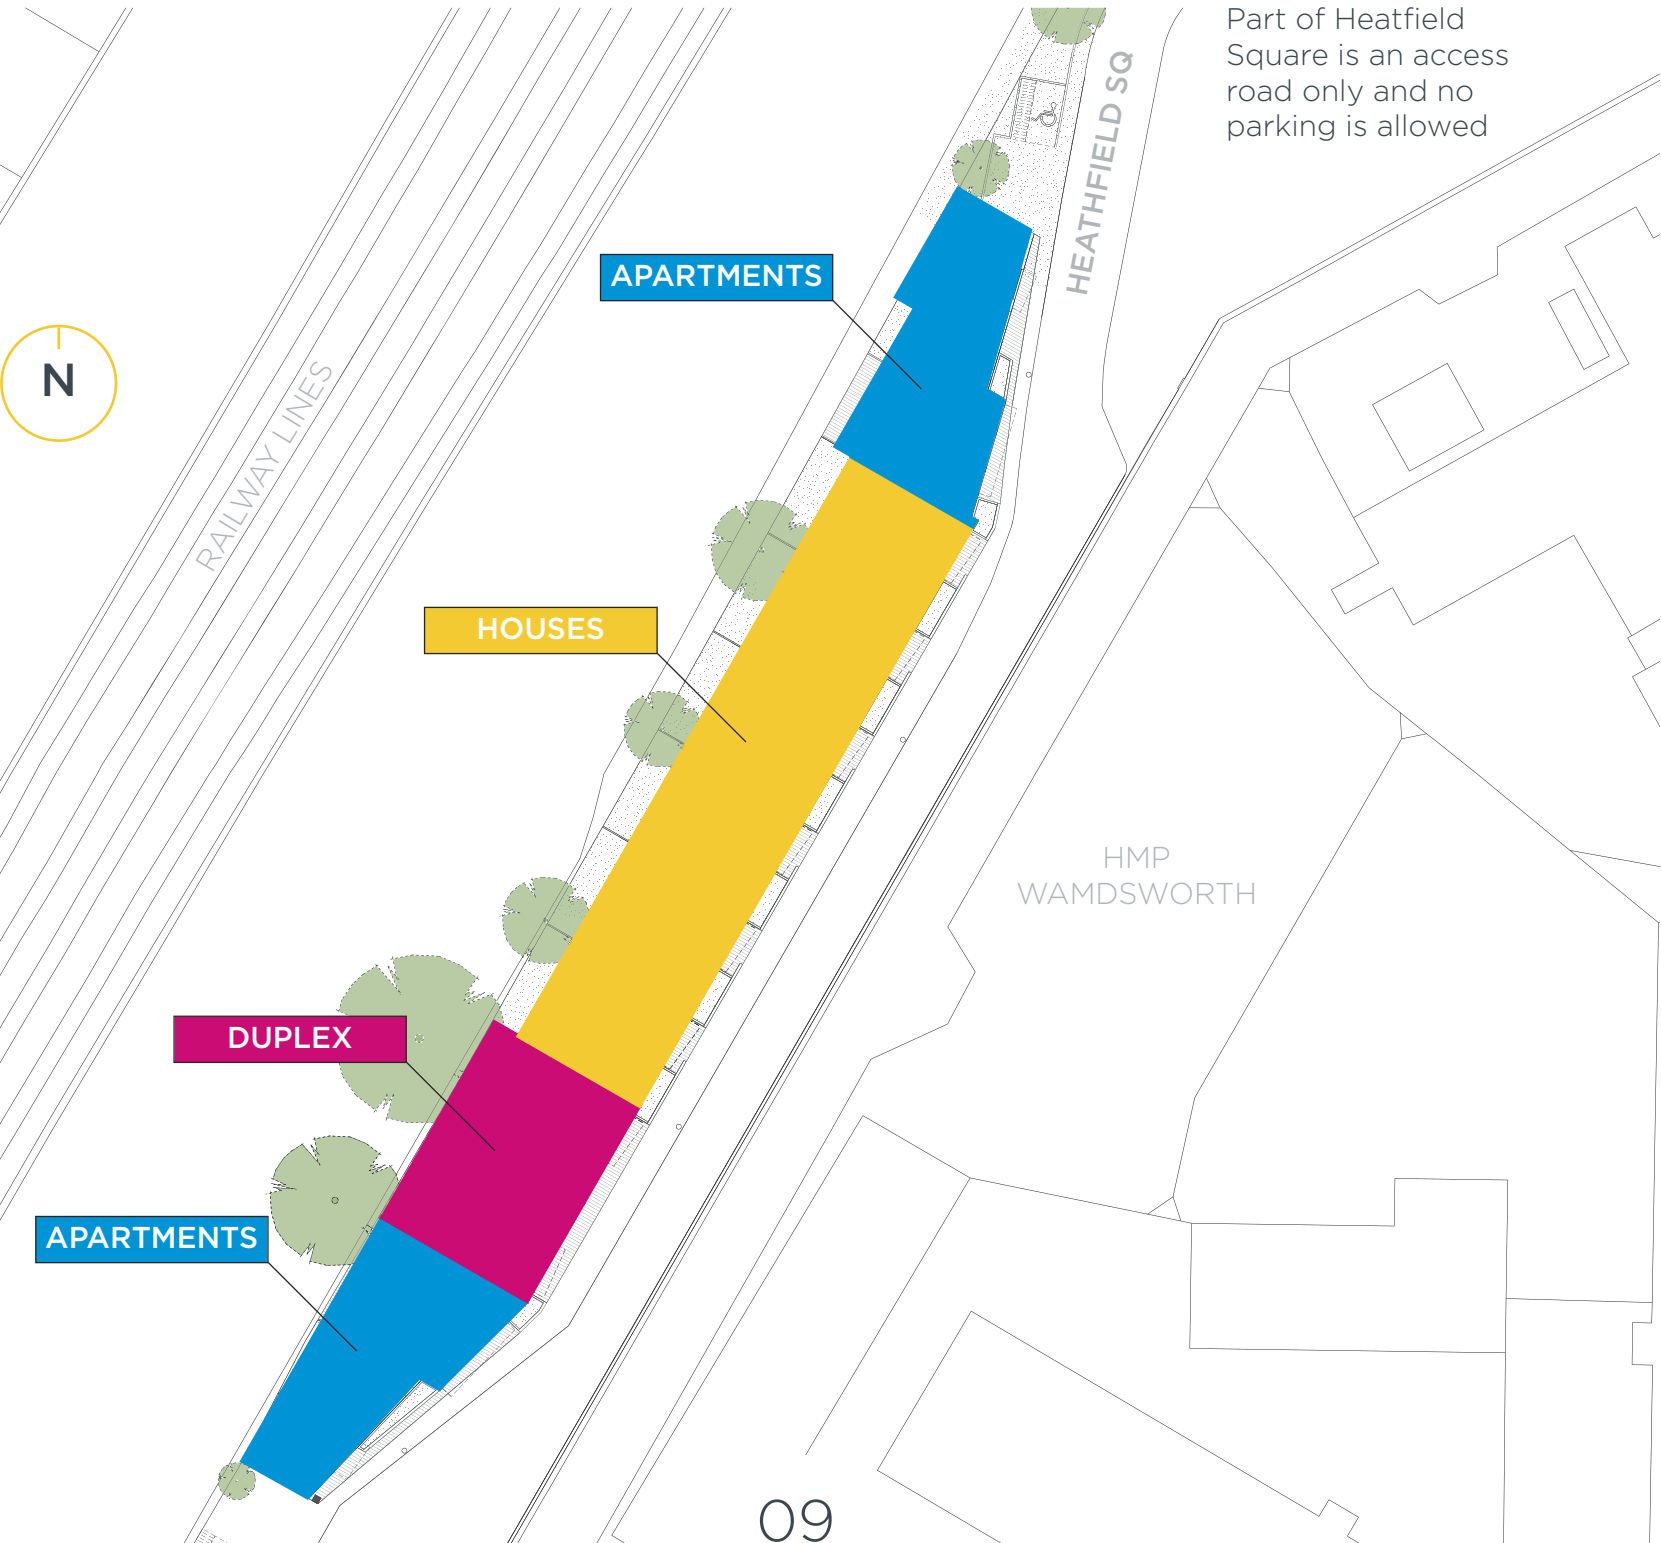 Part of Heatfield
Square is an access
road only and no
parking is allowed
HEATHFIELD SQ
APARTMENTS
N
RAILWAY LINES
HOUSES
HMP
WAMDSWORTH
DUPLEX
APARTMENTS
09